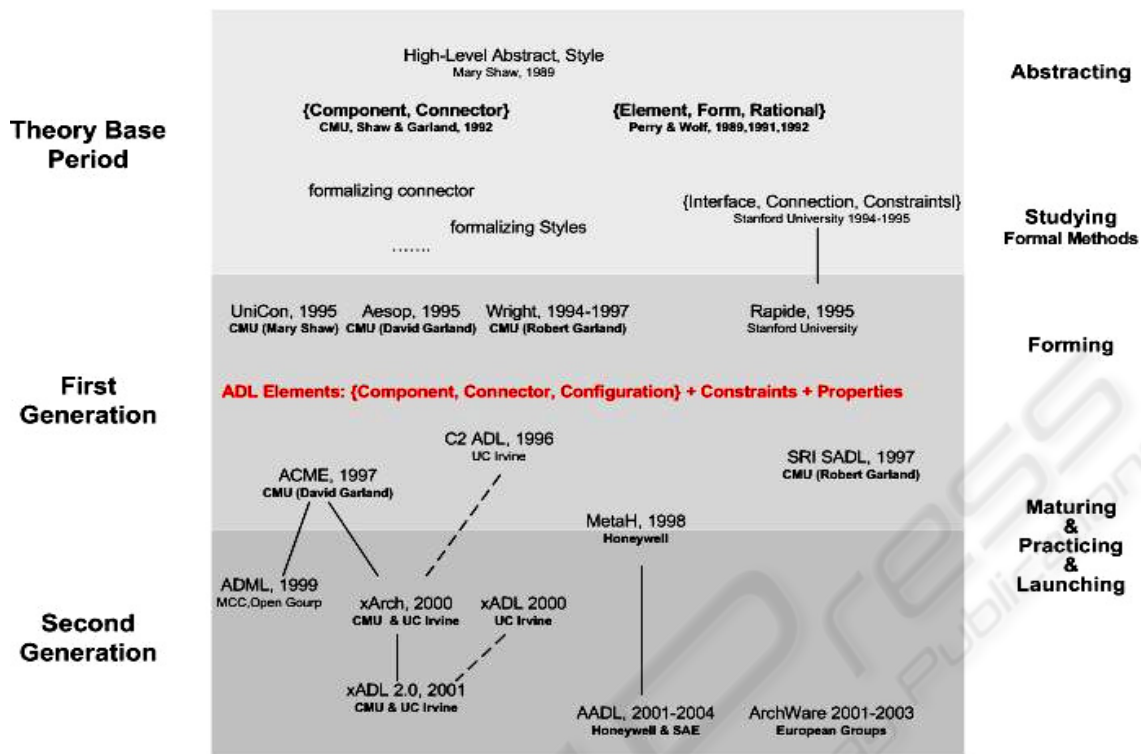 High-Level Abstract, Style
Mary Shaw, 1989
Abstracting
{Component, Connector}
CMU, Shaw & Garland, 1992
{Element, Form, Rational}
Perry & Wolf, 1989,1991,1992
Theory Base
Period
formalizing connector
{Interface, Connection, Constraintsl}
Stanford University 1994-1995
formalizing Styles
.......
Studying
Formal Methods
UniCon, 1995
CMU (Mary Shaw)
Aesop, 1995
CMU (David Garland)
Wright, 1994-1997
CMU (Robert Garland)
Rapide, 1995
Stanford University
Forming
First
Generation
ADL Elements: {Component, Connector, Configuration} + Constraints + Properties
C2 ADL, 1996
UC Irvine
SRI SADL, 1997
CMU (Robert Garland)
ACME, 1997
CMU (David Garland)
MetaH, 1998
Honeywell
Maturing
&
Practicing
&
Launching
ADML, 1999
MCC,Open Gourp
xArch, 2000
CMU & UC Irvine
xADL 2000
UC Irvine
Second
Generation
xADL 2.0, 2001
CMU & UC Irvine
AADL, 2001-2004
Honeywell & SAE
ArchWare 2001-2003
European Groups